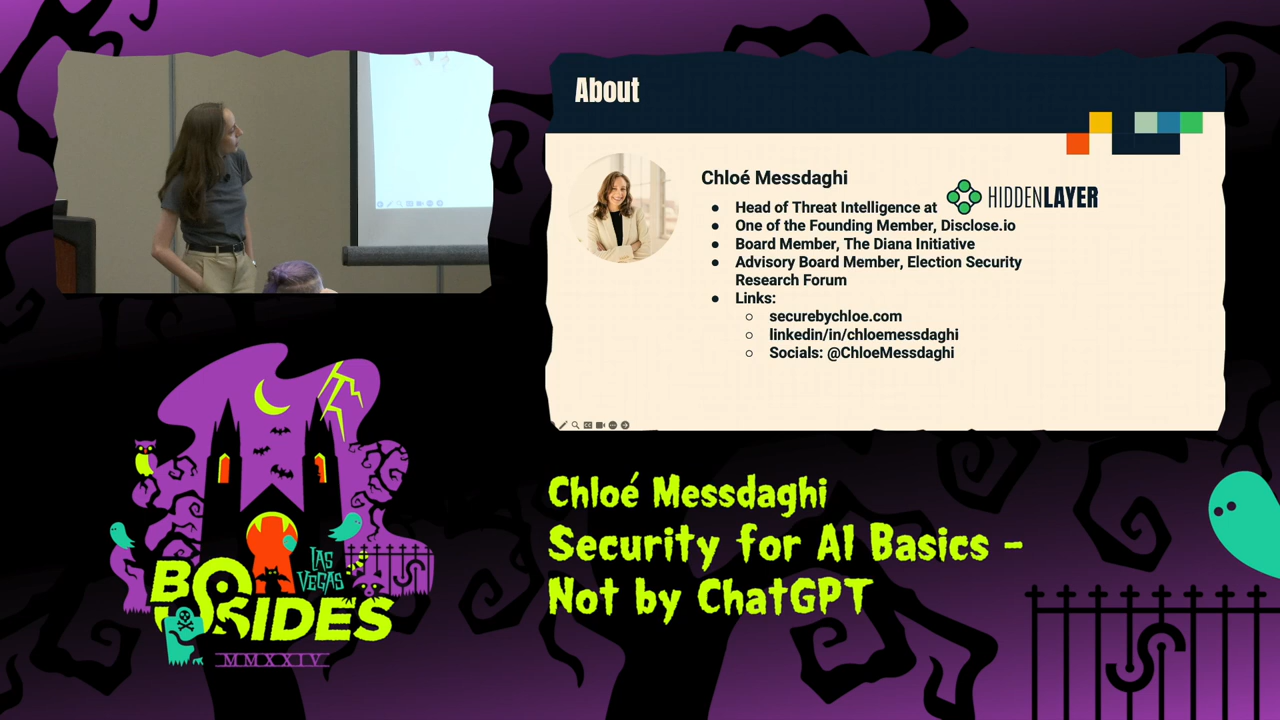 About
Chloé Messdaghi
● Head of Threat Intelligence at HIDDENLAYER
● One of the Founding Member, Disclose.io
● Board Member, The Diana Initiative
● Advisory Board Member, Election Security
Research Forum
● Links:
○ securebychloe.com
○ linkedin/in/chloemessdaghi
○ Socials: @ChloeMessdaghi
LAS
VEGAS
BSIDES
MMXXIV
Chloé Messdaghi
Security for AI Basics –
Not by ChatGPT